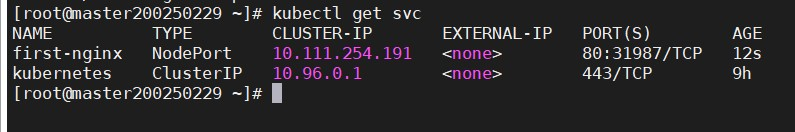 [root@master200250229 ~]# kubectl get svc
NAME TYPE CLUSTER-IP EXTERNAL-IP PORT(S) AGE
first-nginx NodePort 10.111.254.191 <none> 80:31987/TCP 12s
kubernetes ClusterIP 10.96.0.1 <none> 443/TCP 9h
[root@master200250229 ~]#